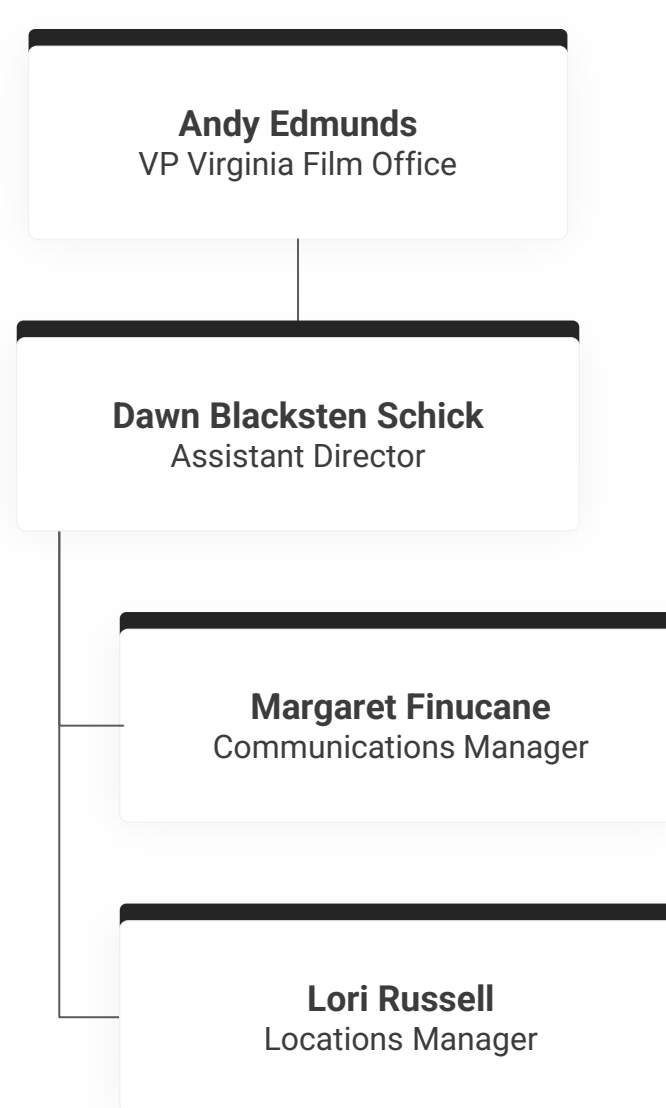 Andy Edmunds
VP Virginia Film Office
Dawn Blacksten Schick
Assistant Director
Margaret Finucane
Communications Manager
Lori Russell
Locations Manager